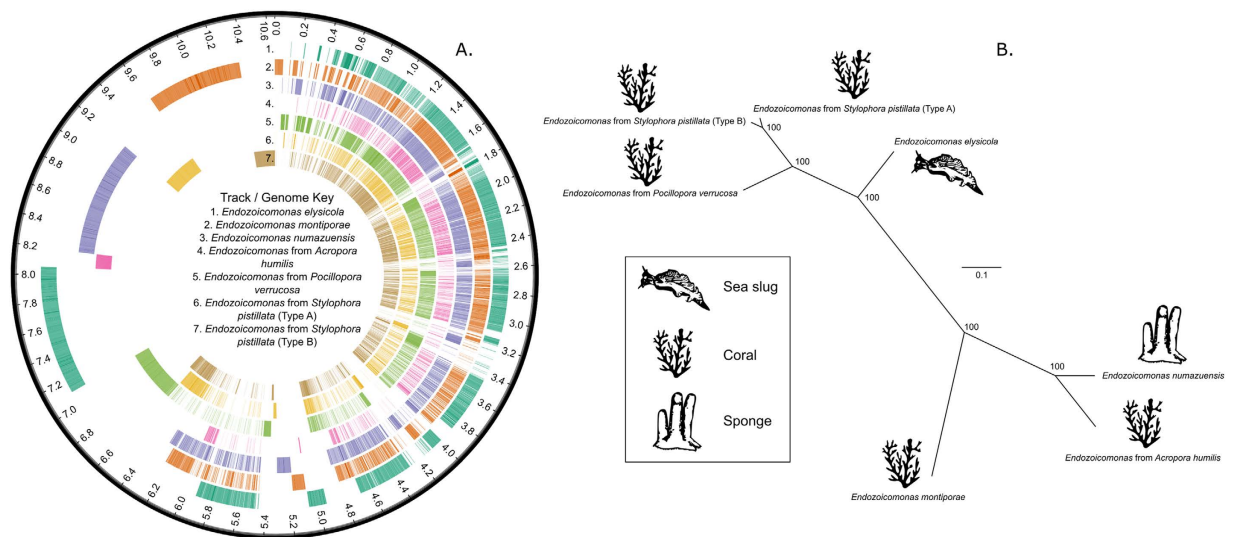 A.
0.0
0.2
0.4
0.6
0.8
1.0
1.2
1.4
1.6
1.8
2.0
2.2
2.4
2.6
2.8
3.0
3.2
3.4
3.6
3.8
4.0
4.2
4.4
4.6
4.8
5.0
5.2
5.4
5.6
5.8
6.0
6.2
6.4
6.6
6.8
7.0
7.2
7.4
7.6
7.8
8.0
8.2
8.4
8.6
8.8
9.0
9.2
9.4
9.6
9.8
10.0
10.2
10.4
10.6
1.
2.
3.
4.
5.
6.
7.
Track / Genome Key
1. Endozoicomonas elysicola
2. Endozoicomonas montiporae
3. Endozoicomonas numazuensis
4. Endozoicomonas from Acropora
humilis
5. Endozoicomonas from Pocillopora
verrucosa
6. Endozoicomonas from Stylophora
pistillata (Type A)
7. Endozoicomonas from Stylophora
pistillata (Type B)
B.
Endozoicomonas from Stylophora pistillata (Type A)
Endozoicomonas from Stylophora pistillata (Type B)
100
Endozoicomonas elysicola
100
Endozoicomonas from Pocillopora verrucosa
100
0.1
Sea slug
Coral
Sponge
100
100
Endozoicomonas numazuensis
Endozoicomonas from Acropora humilis
Endozoicomonas montiporae